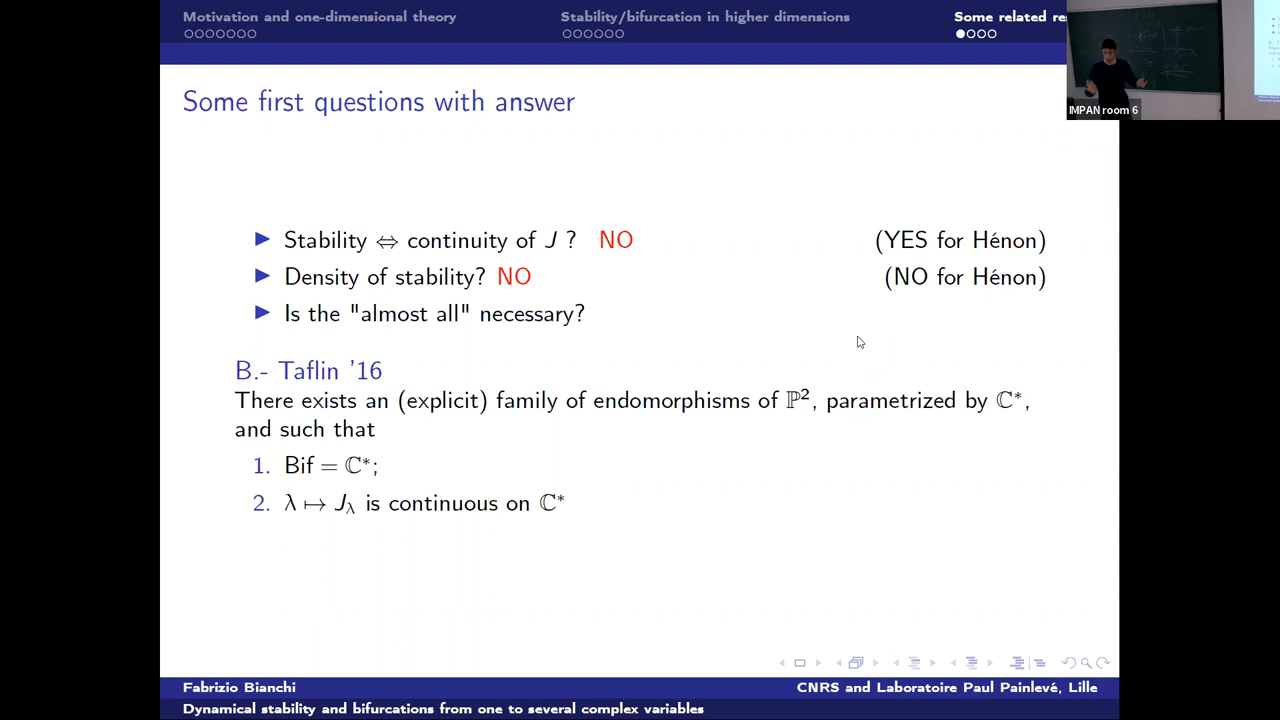 Motivation and one-dimensional theory
Stability/bifurcation in higher dimensions
Some related re
IMPAN room 6
Some first questions with answer
Stability ⇔ continuity of J ? NO (YES for Hénon)
Density of stability? NO (NO for Hénon)
Is the "almost all" necessary?
B.- Taflin '16
There exists an (explicit) family of endomorphisms of ℙ², parametrized by ℂ*,
and such that
1. Bif = ℂ*;
2. λ ↦ J_λ is continuous on ℂ*
Fabrizio Bianchi
CNRS and Laboratoire Paul Painlevé, Lille
Dynamical stability and bifurcations from one to several complex variables